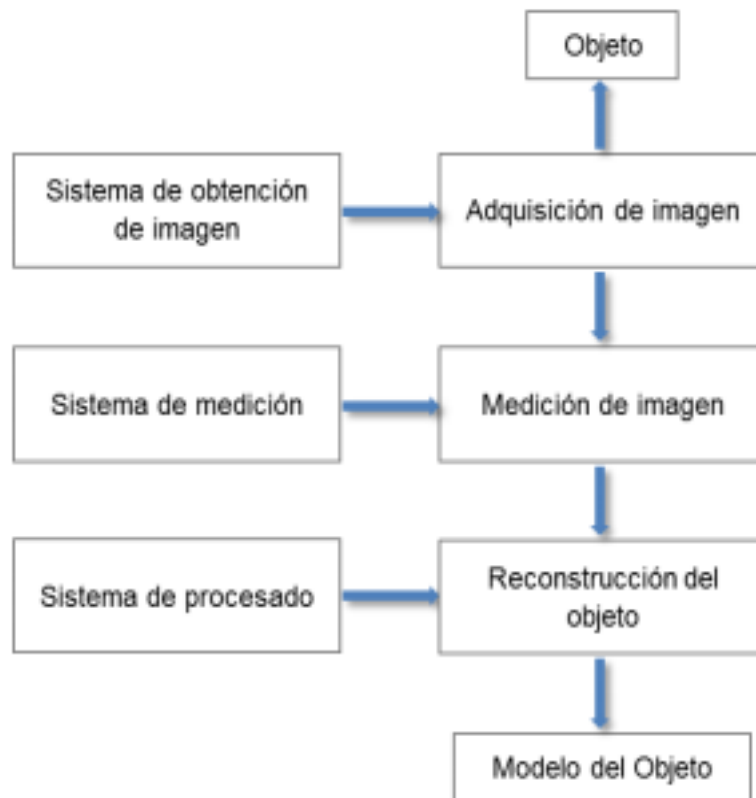 Objeto
Sistema de obtención
de imagen
Adquisición de imagen
Sistema de medición
Medición de imagen
Sistema de procesado
Reconstrucción del
objeto
Modelo del Objeto